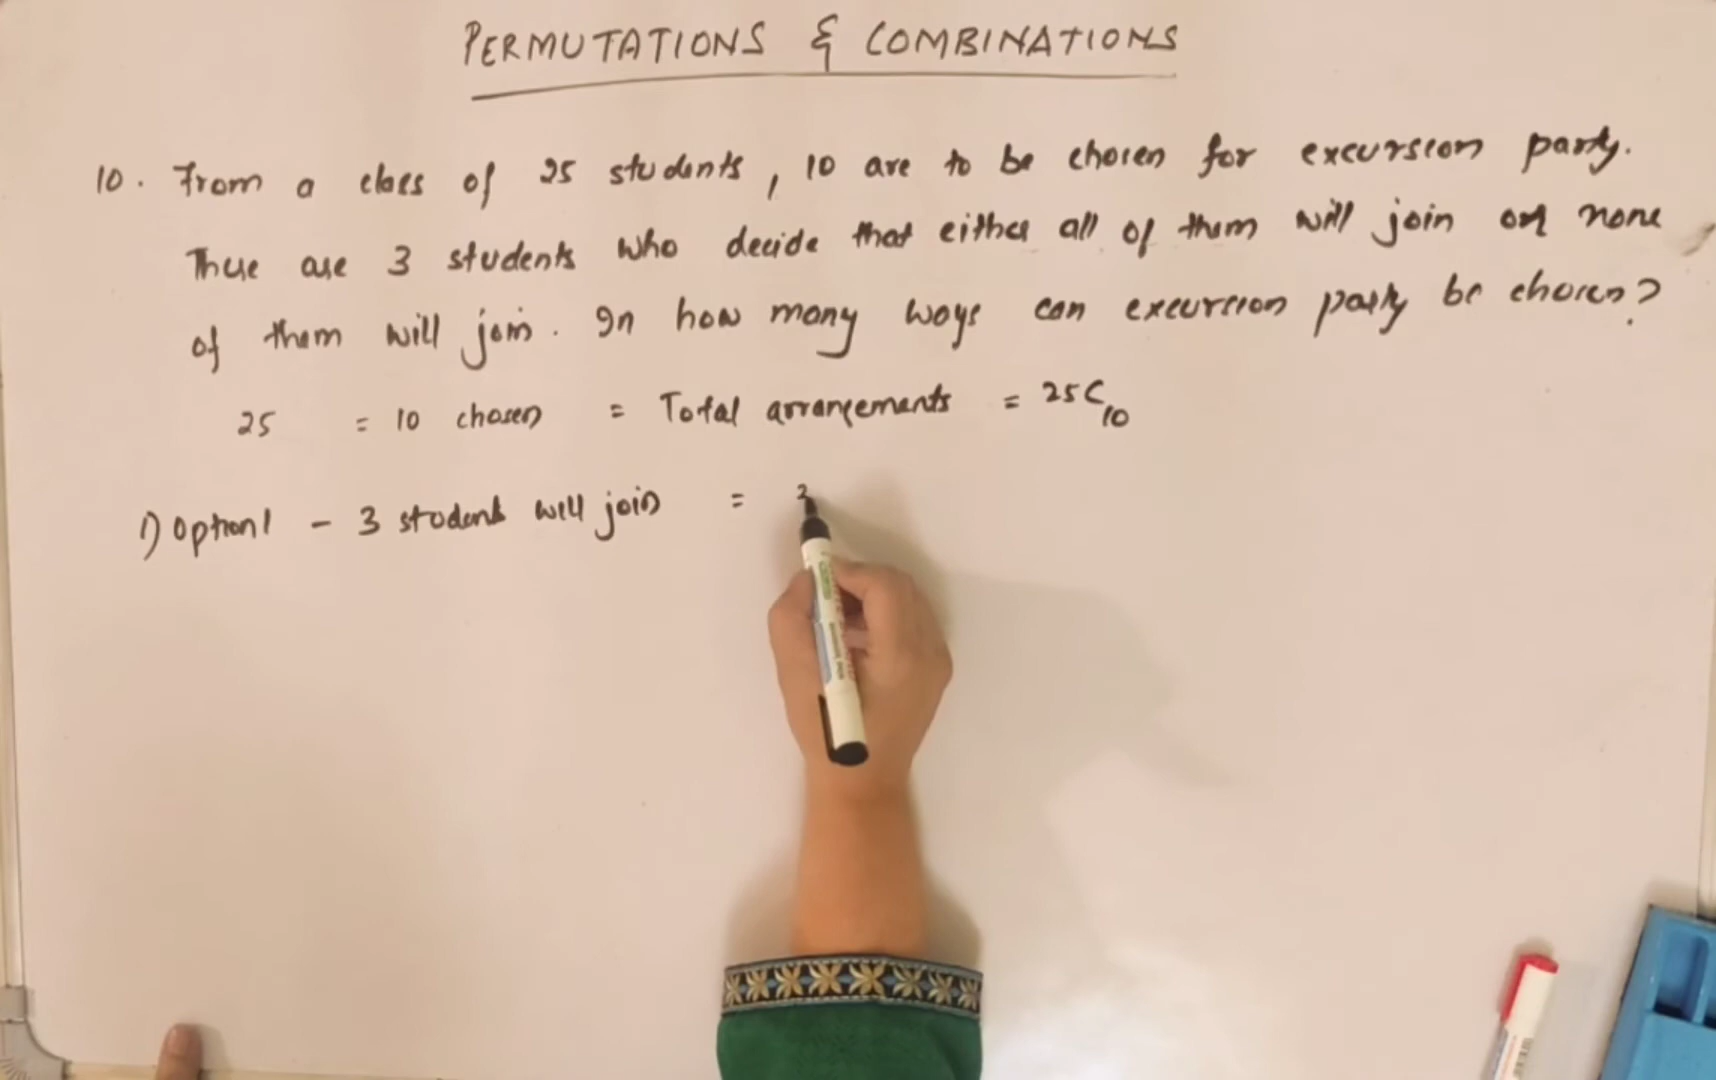 PERMUTATIONS & COMBINATIONS
10. From a class of 25 students, 10 are to be chosen for excursion party.
There are 3 students who decide that either all of them will join or none
of them will join. In how many ways can excursion party be chosen?
25 = 10 chosen = Total arrangements = 25C10
1) Option1 - 3 student will join = 2